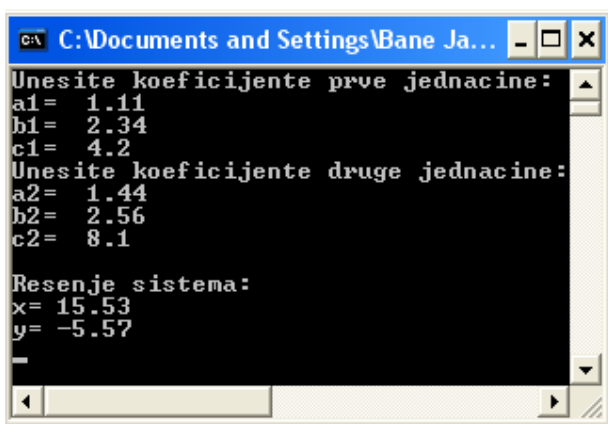 C:\Documents and Settings\Bane Ja...
Unesite koeficijente prve jednacine:
a1=  1.11
b1=  2.34
c1=  4.2
Unesite koeficijente druge jednacine:
a2=  1.44
b2=  2.56
c2=  8.1
Resenje sistema:
x= 15.53
y= -5.57